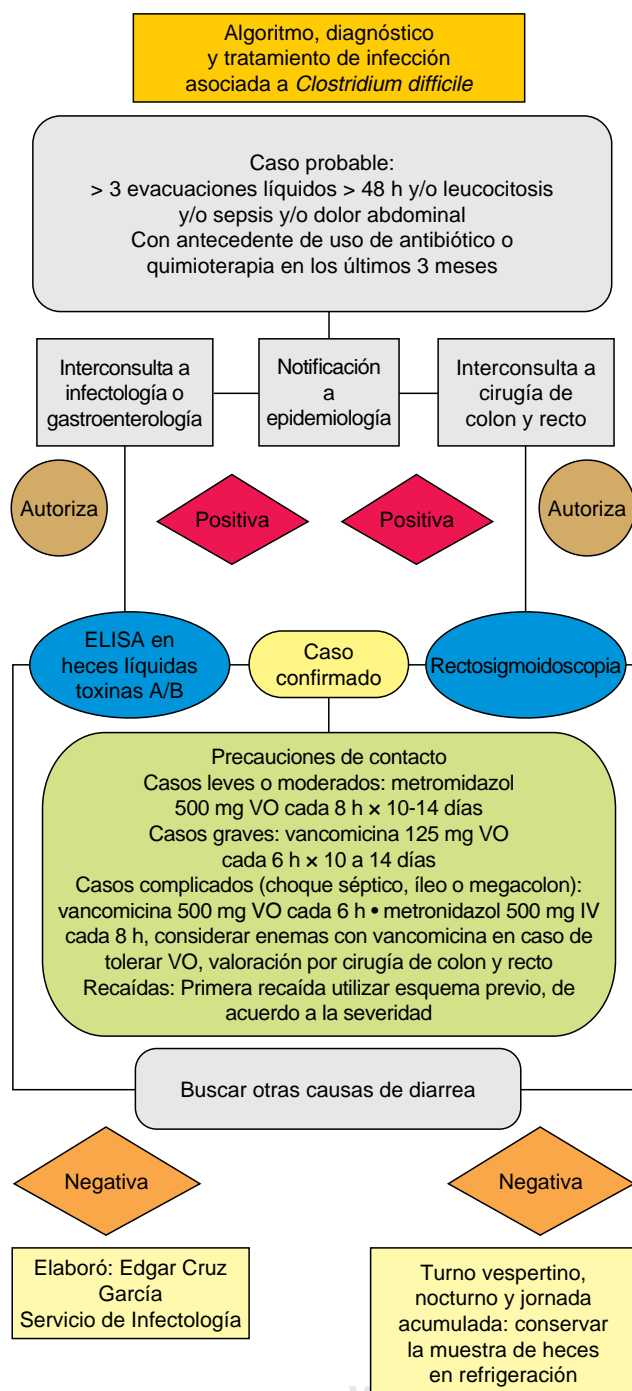 Algoritmo, diagnóstico
y tratamiento de infección
asociada a Clostridium difficile
Caso probable:
> 3 evacuaciones líquidos > 48 h y/o leucocitosis
y/o sepsis y/o dolor abdominal
Con antecedente de uso de antibiótico o
quimioterapia en los últimos 3 meses
Interconsulta a
infectología o
gastroenterología
Notificación
a
epidemiología
Interconsulta a
cirugía de
colon y recto
Autoriza
Positiva
Positiva
Autoriza
ELISA en
heces líquidas
toxinas A/B
Caso
confirmado
Rectosigmoidoscopia
Precauciones de contacto
Casos leves o moderados: metromidazol
500 mg VO cada 8 h × 10-14 días
Casos graves: vancomicina 125 mg VO
cada 6 h × 10 a 14 días
Casos complicados (choque séptico, íleo o megacolon):
vancomicina 500 mg VO cada 6 h • metronidazol 500 mg IV
cada 8 h, considerar enemas con vancomicina en caso de
tolerar VO, valoración por cirugía de colon y recto
Recaídas: Primera recaída utilizar esquema previo, de
acuerdo a la severidad
Buscar otras causas de diarrea
Negativa
Negativa
Elaboró: Edgar Cruz
García
Servicio de Infectología
Turno vespertino,
nocturno y jornada
acumulada: conservar
la muestra de heces
en refrigeración